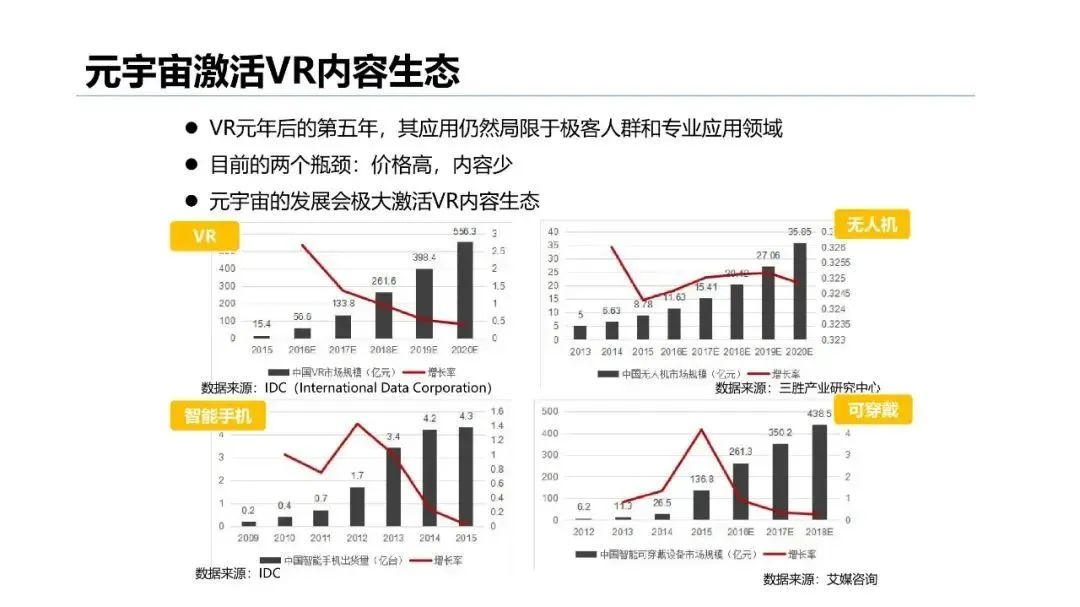 元宇宙激活VR内容生态
● VR元年后的第五年，其应用仍然局限于极客人群和专业应用领域
● 目前的两个瓶颈：价格高，内容少
● 元宇宙的发展会极大激活VR内容生态
VR
556.3
398.4
261.6
133.8
56.6
15.4
400
300
200
100
0
3
2.5
2
1.5
1
0.5
0
2015 2016E 2017E 2018E 2019E 2020E
中国VR市场规模（亿元） 增长率
数据来源：IDC（International Data Corporation）
无人机
40
35
30
25
20
15
10
5
0
5 6.63 8.78 11.63 15.41 20.42 27.06 35.85
0.326
0.3255
0.325
0.3245
0.324
0.3235
0.323
2013 2014 2015 2016E 2017E 2018E 2019E 2020E
中国无人机市场规模（亿元） 增长率
数据来源：三胜产业研究中心
智能手机
4
3
2
1
0
0.2 0.4 0.7 1.7 3.4 4.2 4.3
1.6
1.4
1.2
1
0.8
0.6
0.4
0.2
0
2009 2010 2011 2012 2013 2014 2015
中国智能手机出货量（亿台） 增长率
数据来源：IDC
可穿戴
500
400
300
200
100
0
6.2 26.5 136.8 261.3 350.2 438.5
4
3
2
1
0
2012 2013 2014 2015 2016E 2017E 2018E
中国智能可穿戴设备市场规模（亿元） 增长率
数据来源：艾媒咨询